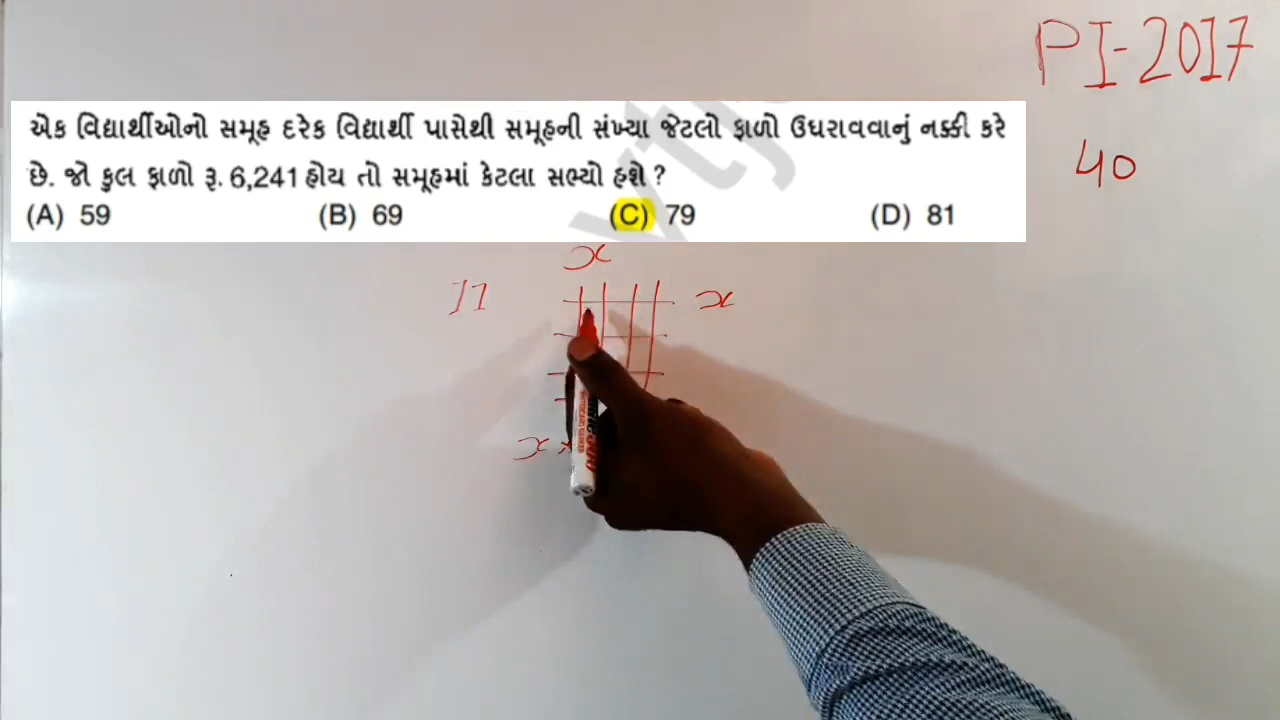 PI-2017
એક વિદ્યાર્થીઓનો સમૂહ દરેક વિદ્યાર્થી પાસેથી સમૂહની સંખ્યા જેટલો ફાળો ઉઘરાવવાનું નક્કી કરે
છે. જો કુલ ફાળો રૂ. 6,241 હોય તો સમૂહમાં કેટલા સભ્યો હશે ?
40
(A) 59 (B) 69 (C) 79 (D) 81
x
x
x ×